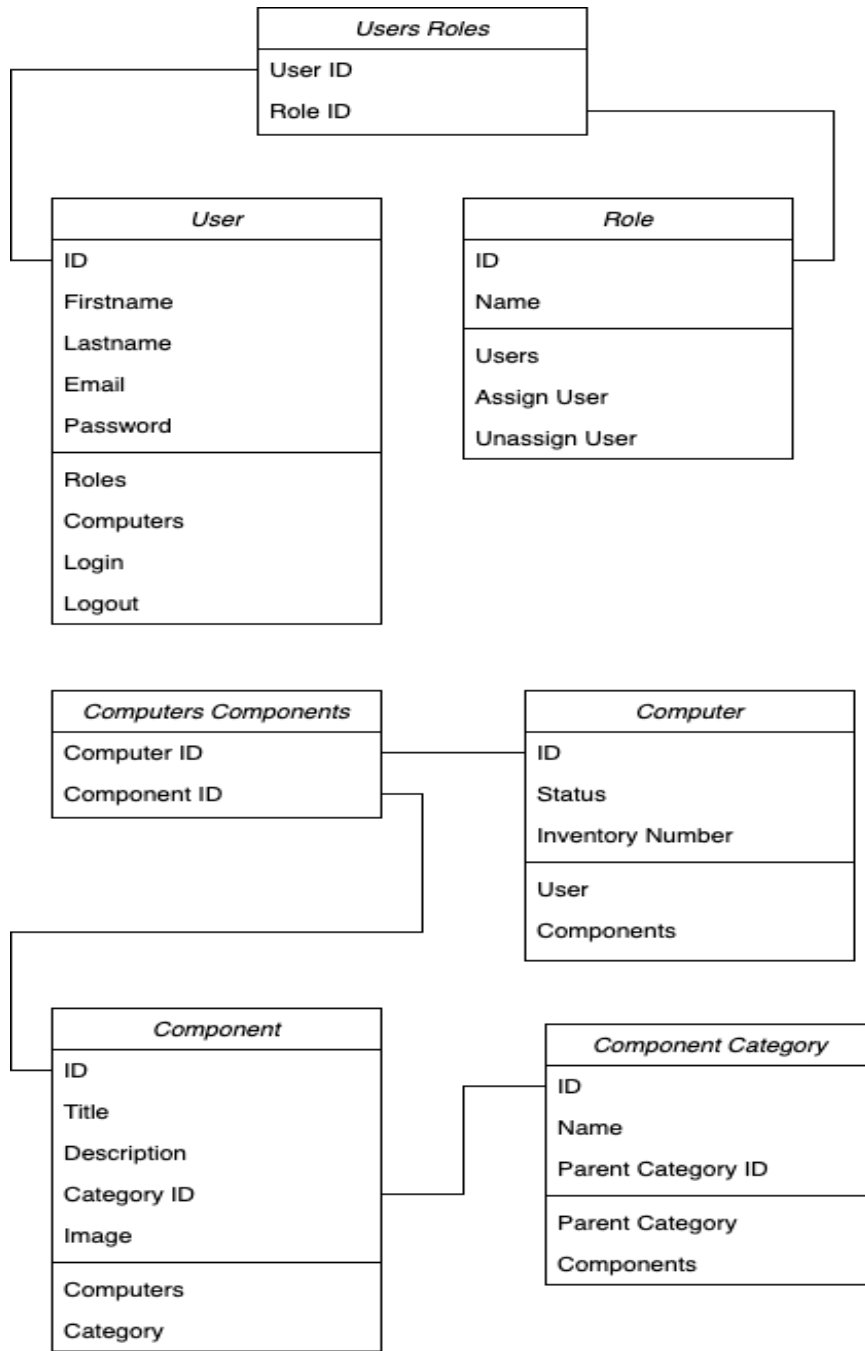 Users Roles
User ID
Role ID
User
ID
Firstname
Lastname
Email
Password
Roles
Computers
Login
Logout
Role
ID
Name
Users
Assign User
Unassign User
Computers Components
Computer ID
Component ID
Computer
ID
Status
Inventory Number
User
Components
Component
ID
Title
Description
Category ID
Image
Computers
Category
Component Category
ID
Name
Parent Category ID
Parent Category
Components